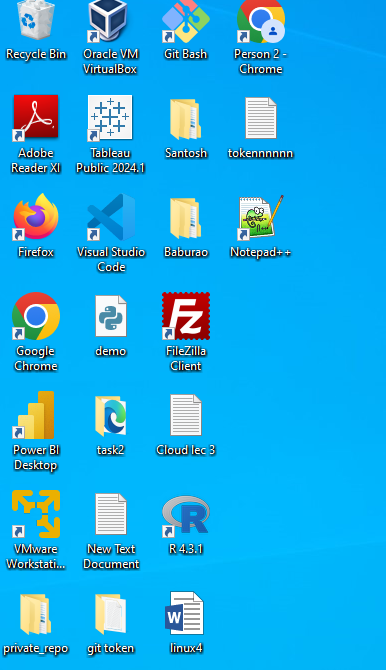 Recycle Bin
Oracle VM
VirtualBox
Git Bash
Person 2 -
Chrome
Adobe
Reader XI
Tableau
Public 2024.1
Santosh
tokennnnnn
Firefox
Visual Studio
Code
Baburao
Notepad++
Google
Chrome
demo
FileZilla
Client
Power BI
Desktop
task2
Cloud lec 3
VMware
Workstati...
New Text
Document
R 4.3.1
private_repo
git token
linux4